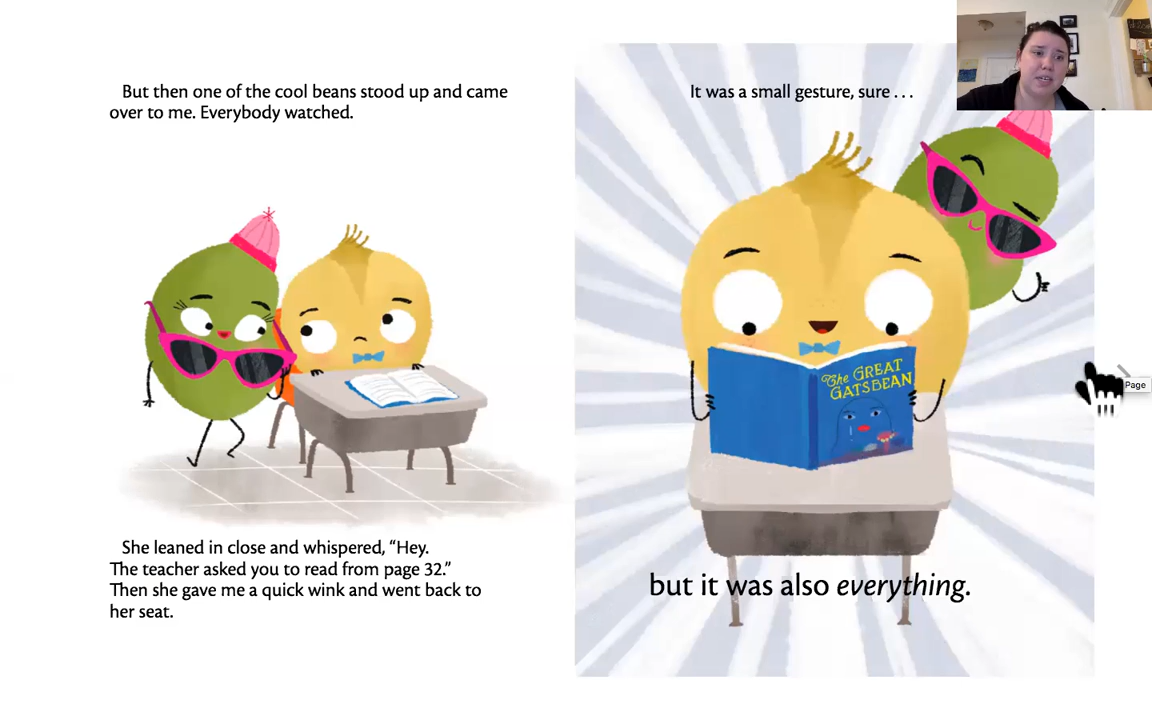 But then one of the cool beans stood up and came
over to me. Everybody watched.
She leaned in close and whispered, “Hey.
The teacher asked you to read from page 32.”
Then she gave me a quick wink and went back to
her seat.
It was a small gesture, sure . . .
The GREAT
GATSBEAN
but it was also everything.
Page